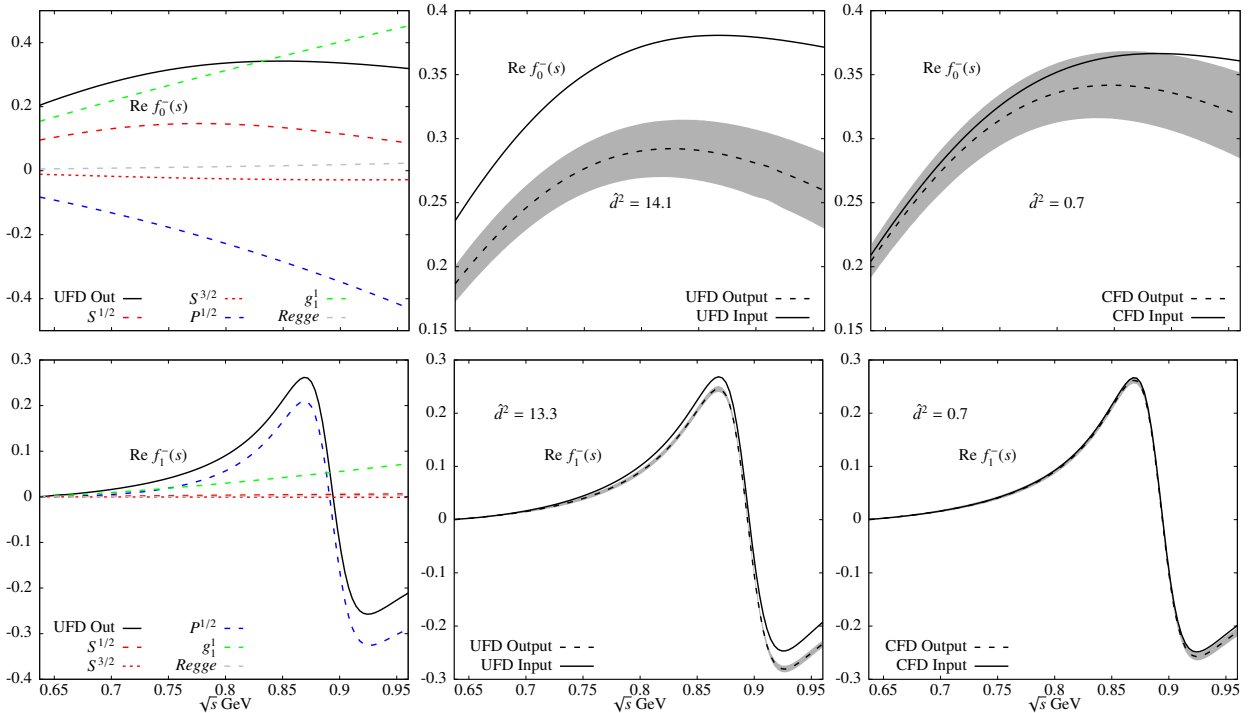 0.4
0.2
0
-0.2
-0.4
Re f₀⁻(s)
UFD Out
S^{1/2}
S^{3/2}
P^{1/2}
g₁¹
Regge
0.4
0.35
0.3
0.25
0.2
0.15
Re f₀⁻(s)
d̂² = 14.1
UFD Output
UFD Input
0.4
0.35
0.3
0.25
0.2
0.15
Re f₀⁻(s)
d̂² = 0.7
CFD Output
CFD Input
0.3
0.2
0.1
0
-0.1
-0.2
-0.3
Re f₁⁻(s)
UFD Out
S^{1/2}
S^{3/2}
P^{1/2}
g₁¹
Regge
0.65 0.7 0.75 0.8 0.85 0.9 0.95
√s GeV
0.3
0.2
0.1
0
-0.1
-0.2
-0.3
d̂² = 13.3
Re f₁⁻(s)
UFD Output
UFD Input
0.65 0.7 0.75 0.8 0.85 0.9 0.95
√s GeV
0.3
0.2
0.1
0
-0.1
-0.2
-0.3
d̂² = 0.7
Re f₁⁻(s)
CFD Output
CFD Input
0.65 0.7 0.75 0.8 0.85 0.9 0.95
√s GeV